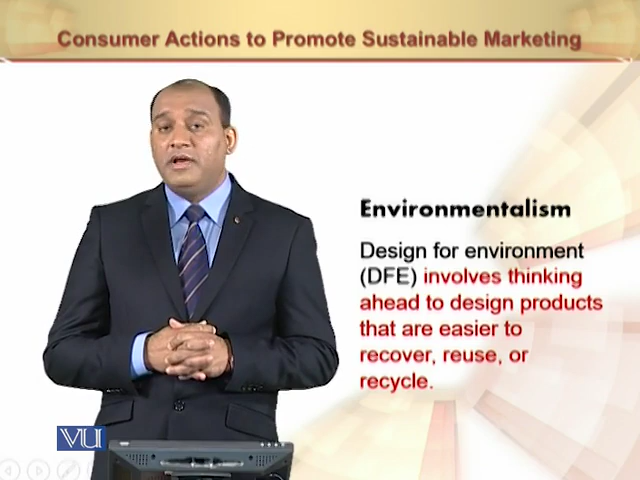 Consumer Actions to Promote Sustainable Marketing
Environmentalism
Design for environment
(DFE) involves thinking
ahead to design products
that are easier to
recover, reuse, or
recycle.
VU